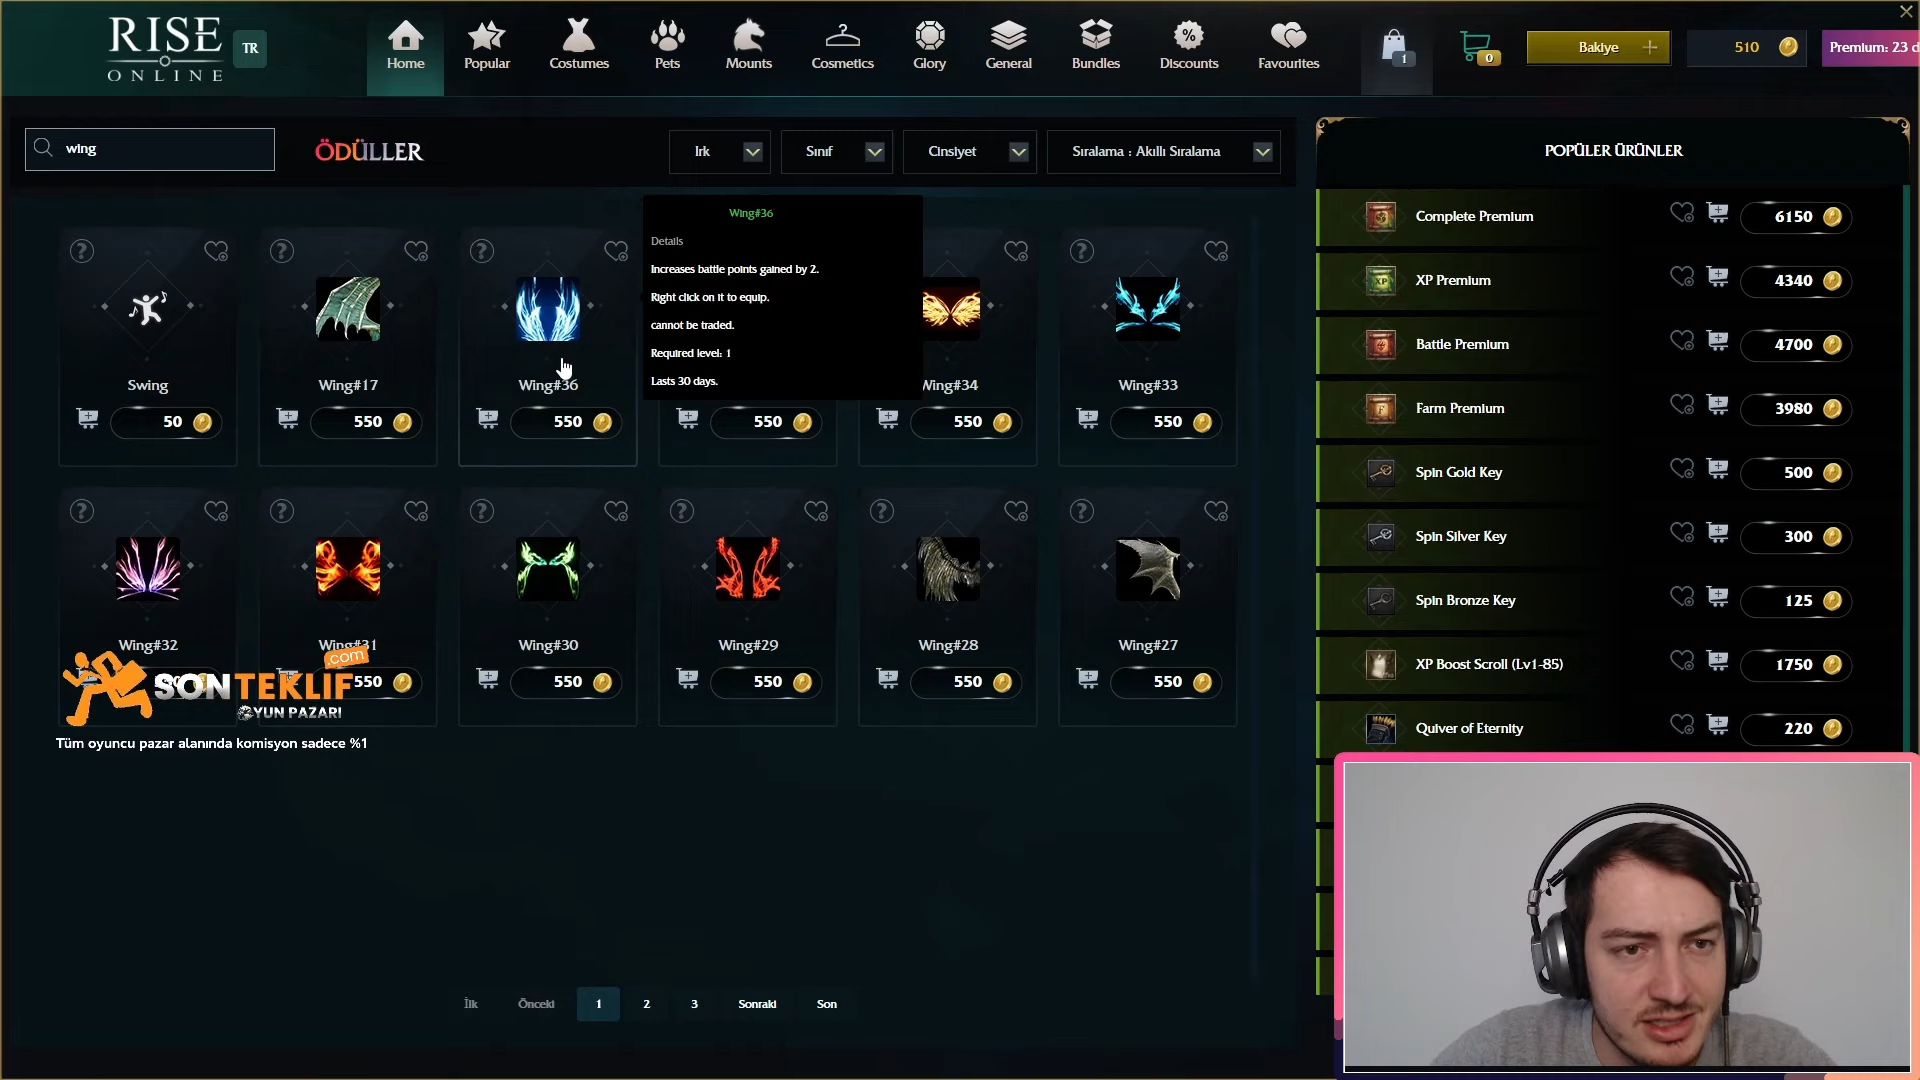 RISE
ONLINE
TR
Home
Popular
Costumes
Pets
Mounts
Cosmetics
Glory
General
Bundles
Discounts
Favourites
1
0
Bakiye
510
Premium: 23 d
wing
ÖDÜLLER
Irk
Sınıf
Cinsiyet
Sıralama : Akıllı Sıralama
Swing
50
Wing#17
550
Wing#36
550
Wing#36
Details
Increases battle points gained by 2.
Right click on it to equip.
cannot be traded.
Required level: 1
Lasts 30 days.
550
Wing#34
550
Wing#33
550
Wing#32
Wing#31
550
Wing#30
550
Wing#29
550
Wing#28
550
Wing#27
550
SONTEKLIF
.com
OYUN PAZARI
Tüm oyuncu pazar alanında komisyon sadece %1
İlk
Önceki
1
2
3
Sonraki
Son
POPÜLER ÜRÜNLER
Complete Premium
6150
XP Premium
4340
Battle Premium
4700
Farm Premium
3980
Spin Gold Key
500
Spin Silver Key
300
Spin Bronze Key
125
XP Boost Scroll (Lv1-85)
1750
Quiver of Eternity
220